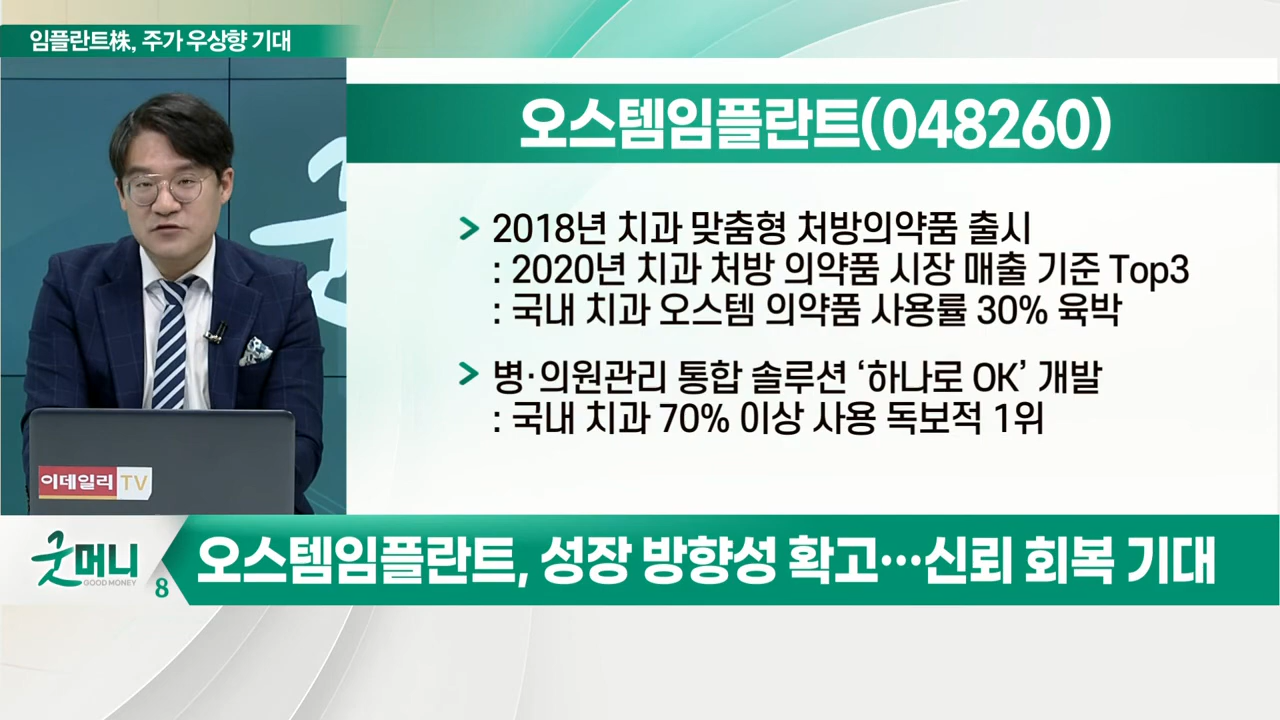 임플란트株, 주가 우상향 기대
오스템임플란트(048260)
> 2018년 치과 맞춤형 처방의약품 출시
: 2020년 치과 처방 의약품 시장 매출 기준 Top3
: 국내 치과 오스템 의약품 사용률 30% 육박
> 병·의원관리 통합 솔루션 ‘하나로 OK’ 개발
: 국내 치과 70% 이상 사용 독보적 1위
이데일리 TV
굿머니
GOOD MONEY
8
오스템임플란트, 성장 방향성 확고…신뢰 회복 기대